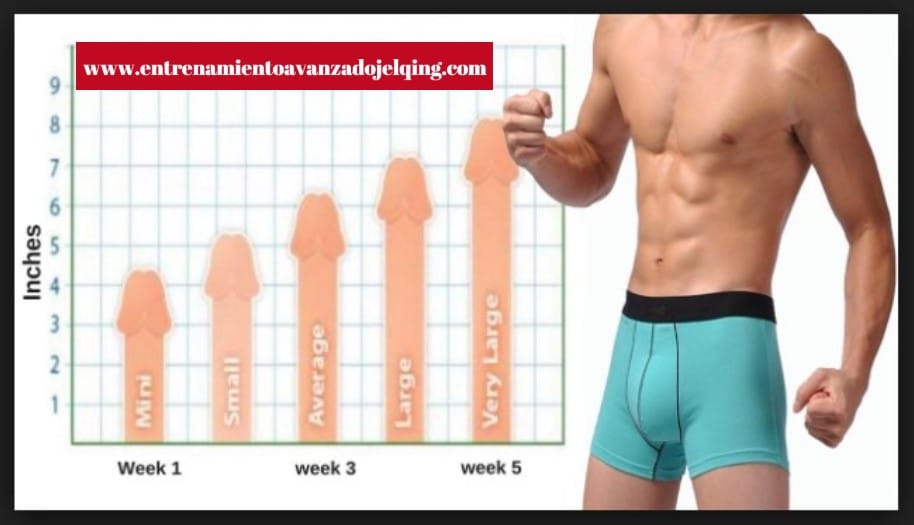 www.entrenamientoavanzadojelqing.com
9
8
7
6
5
4
3
2
1
Inches
Mini
Small
Average
Large
Very Large
Week 1
week 3
week 5